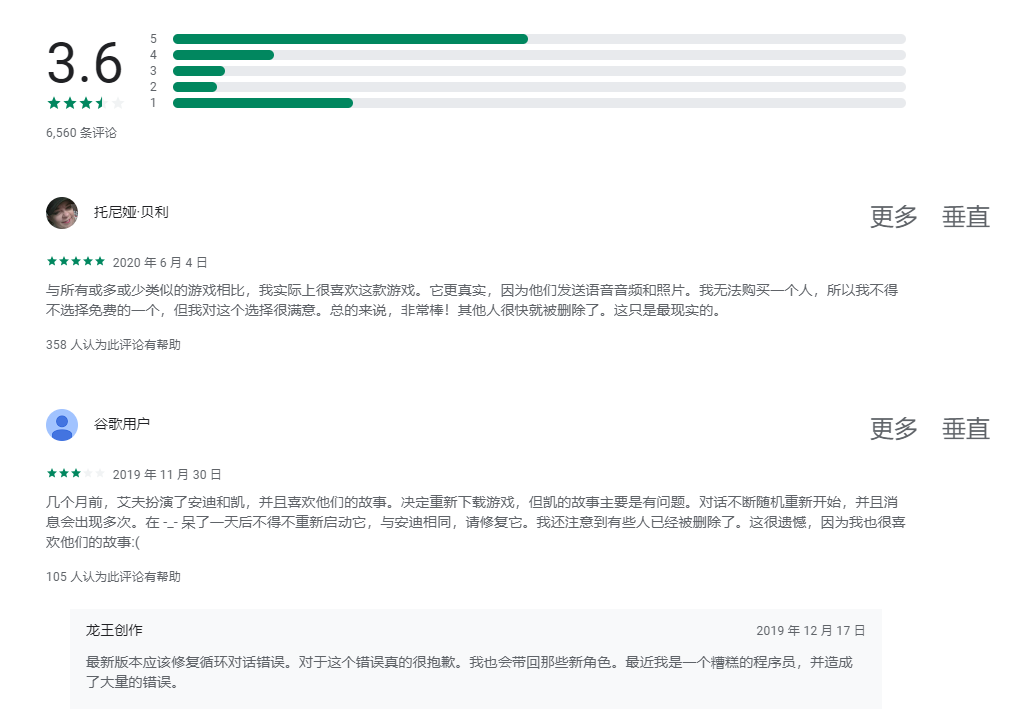 3.6
5
4
3
2
1
6,560 条评论
托尼娅·贝利
更多 垂直
2020 年 6 月 4 日
与所有或多或少类似的游戏相比，我实际上很喜欢这款游戏。它更真实，因为他们发送语音音频和照片。我无法购买一个人，所以我不得
不选择免费的一个，但我对这个选择很满意。总的来说，非常棒！其他人很快就被删除了。这只是最现实的。
358 人认为此评论有帮助
谷歌用户
更多 垂直
2019 年 11 月 30 日
几个月前，艾夫扮演了安迪和凯，并且喜欢他们的故事。决定重新下载游戏，但凯的故事主要是有问题。对话不断随机重新开始，并且消
息会出现多次。在 -_- 呆了一天后不得不重新启动它，与安迪相同，请修复它。我还注意到有些人已经被删除了。这很遗憾，因为我也很喜
欢他们的故事:(
105 人认为此评论有帮助
龙王创作
2019 年 12 月 17 日
最新版本应该修复循环对话错误。对于这个错误真的很抱歉。我也会带回那些新角色。最近我是一个糟糕的程序员，并造成
了大量的错误。